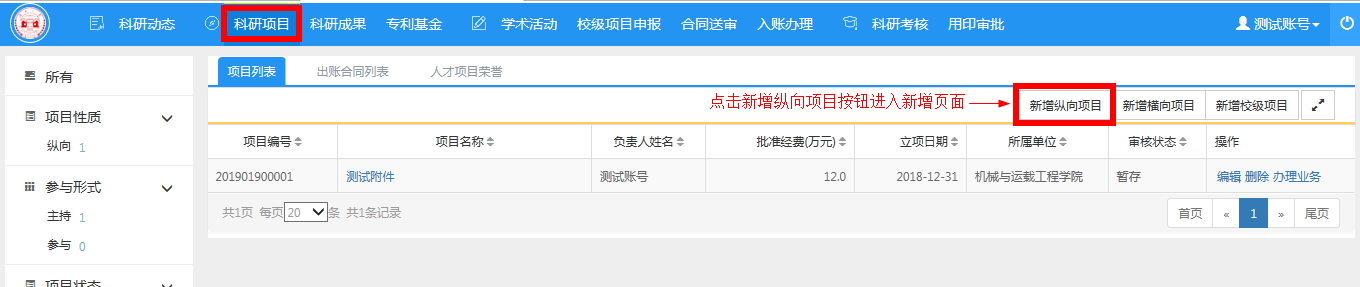 科研动态 科研项目 科研成果 专利基金 学术活动 校级项目申报 合同送审 入账办理 科研考核 用印审批 测试账号
所有
项目性质
纵向 1
参与形式
主持 1
参与 0
项目状态
项目列表 出账合同列表 人才项目荣誉
点击新增纵向项目按钮进入新增页面 新增纵向项目 新增横向项目 新增校级项目
项目编号 项目名称 负责人姓名 批准经费(万元) 立项日期 所属单位 审核状态 操作
201901900001 测试附件 测试账号 12.0 2018-12-31 机械与运载工程学院 暂存 编辑 删除 办理业务
共1页 每页 20 条 共1条记录 首页 « 1 » 尾页